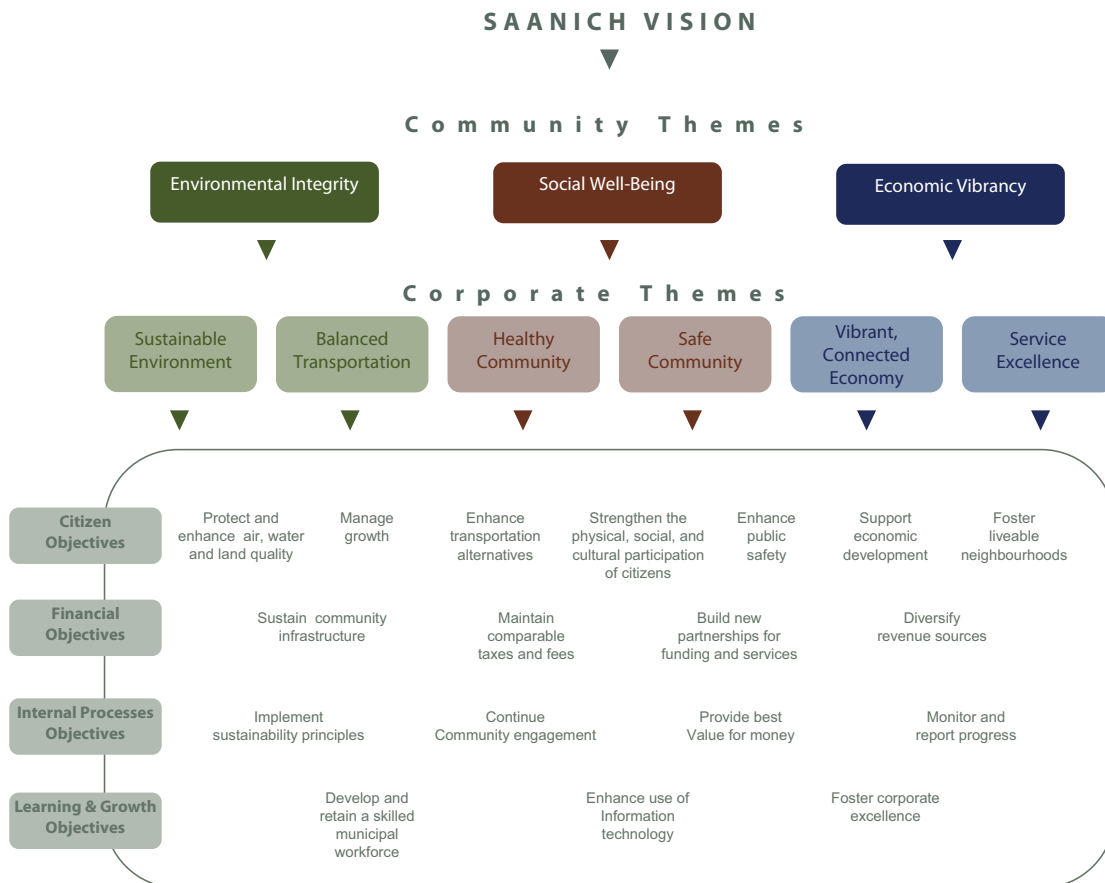 SAANICH VISION
Community Themes
Environmental Integrity
Social Well-Being
Economic Vibrancy
Corporate Themes
Sustainable
Environment
Balanced
Transportation
Healthy
Community
Safe
Community
Vibrant,
Connected
Economy
Service
Excellence
Citizen
Objectives
Protect and
enhance air, water
and land quality
Manage
growth
Enhance
transportation
alternatives
Strengthen the
physical, social, and
cultural participation
of citizens
Enhance
public
safety
Support
economic
development
Foster
liveable
neighbourhoods
Financial
Objectives
Sustain community
infrastructure
Maintain
comparable
taxes and fees
Build new
partnerships for
funding and services
Diversify
revenue sources
Internal Processes
Objectives
Implement
sustainability principles
Continue
Community engagement
Provide best
Value for money
Monitor and
report progress
Learning & Growth
Objectives
Develop and
retain a skilled
municipal
workforce
Enhance use of
Information
technology
Foster corporate
excellence